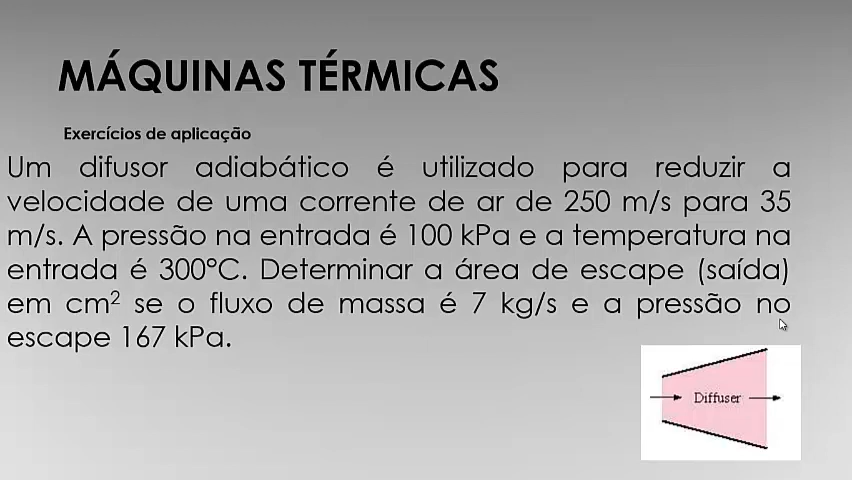 MÁQUINAS TÉRMICAS
Exercícios de aplicação
Um difusor adiabático é utilizado para reduzir a
velocidade de uma corrente de ar de 250 m/s para 35
m/s. A pressão na entrada é 100 kPa e a temperatura na
entrada é 300°C. Determinar a área de escape (saída)
em cm² se o fluxo de massa é 7 kg/s e a pressão no
escape 167 kPa.
Diffuser